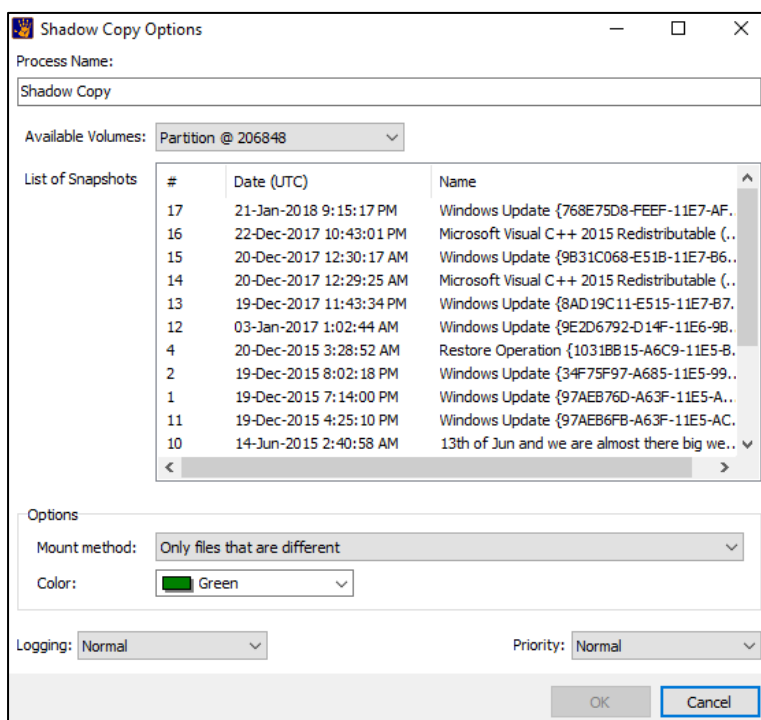 Shadow Copy Options
Process Name:
Shadow Copy
Available Volumes: Partition @ 206848
List of Snapshots
# Date (UTC) Name
17 21-Jan-2018 9:15:17 PM Windows Update {768E75D8-FEEF-11E7-AF..
16 22-Dec-2017 10:43:01 PM Microsoft Visual C++ 2015 Redistributable (..
15 20-Dec-2017 12:30:17 AM Windows Update {9B31C068-E51B-11E7-B6..
14 20-Dec-2017 12:29:25 AM Microsoft Visual C++ 2015 Redistributable (..
13 19-Dec-2017 11:43:34 PM Windows Update {8AD19C11-E515-11E7-B7..
12 03-Jan-2017 1:02:44 AM Windows Update {9E2D6792-D14F-11E6-9B..
4 20-Dec-2015 3:28:52 AM Restore Operation {1031BB15-A6C9-11E5-B..
2 19-Dec-2015 8:02:18 PM Windows Update {34F75F97-A685-11E5-99..
1 19-Dec-2015 7:14:00 PM Windows Update {97AEB76D-A63F-11E5-A...
11 19-Dec-2015 4:25:10 PM Windows Update {97AEB6FB-A63F-11E5-AC..
10 14-Jun-2015 2:40:58 AM 13th of Jun and we are almost there big we..
Options
Mount method: Only files that are different
Color: Green
Logging: Normal Priority: Normal
OK Cancel